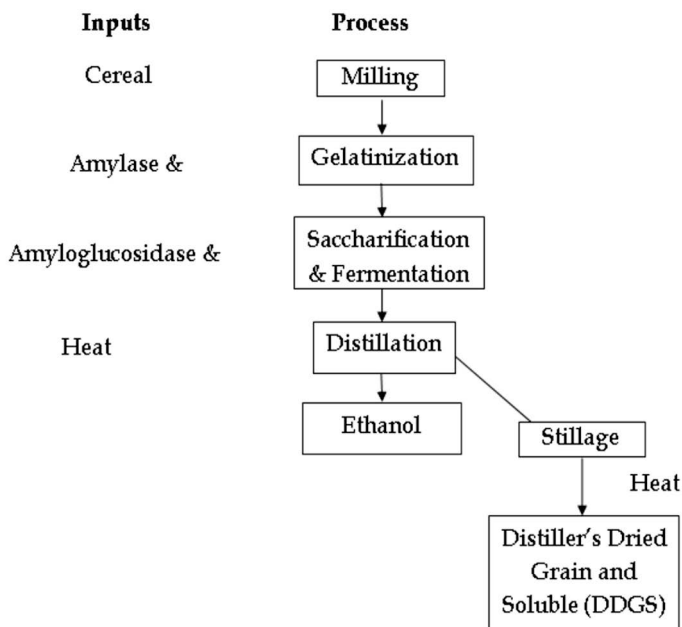 Inputs
Process
Cereal
Milling
Amylase &
Gelatinization
Amyloglucosidase &
Saccharification
& Fermentation
Heat
Distillation
Ethanol
Stillage
Heat
Distiller's Dried
Grain and
Soluble (DDGS)